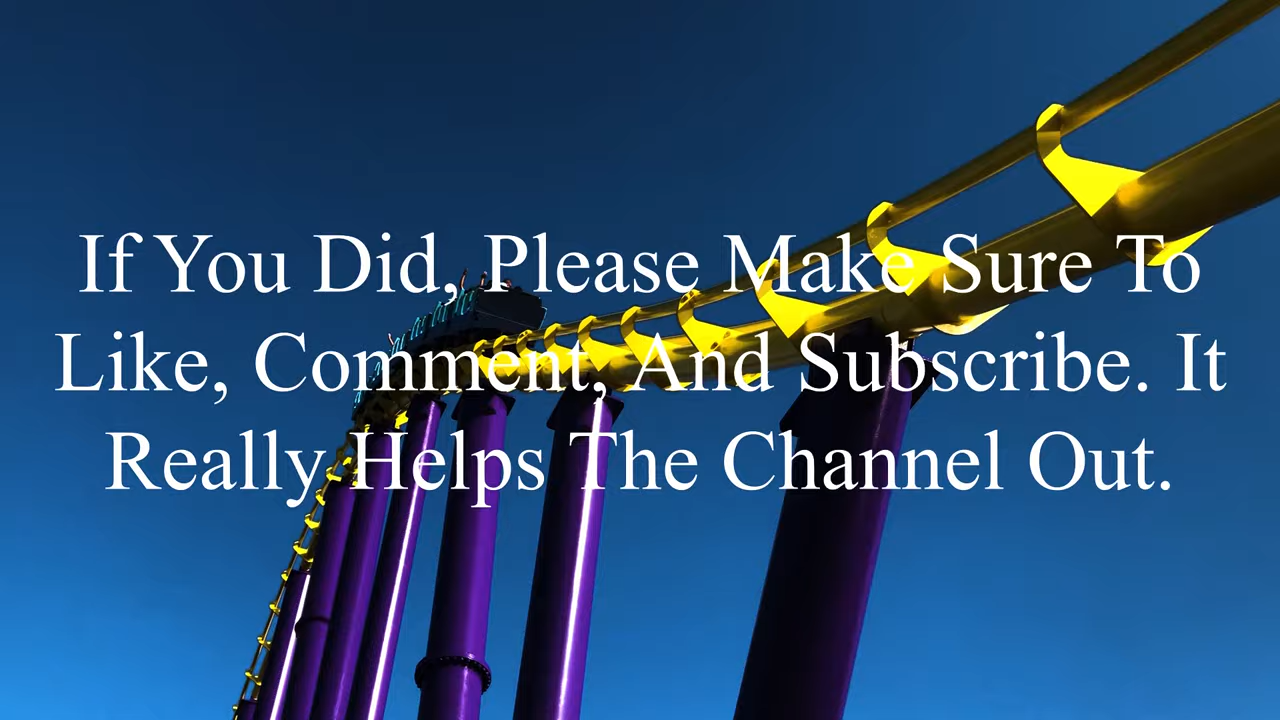 If You Did, Please Make Sure To
Like, Comment, And Subscribe. It
Really Helps The Channel Out.